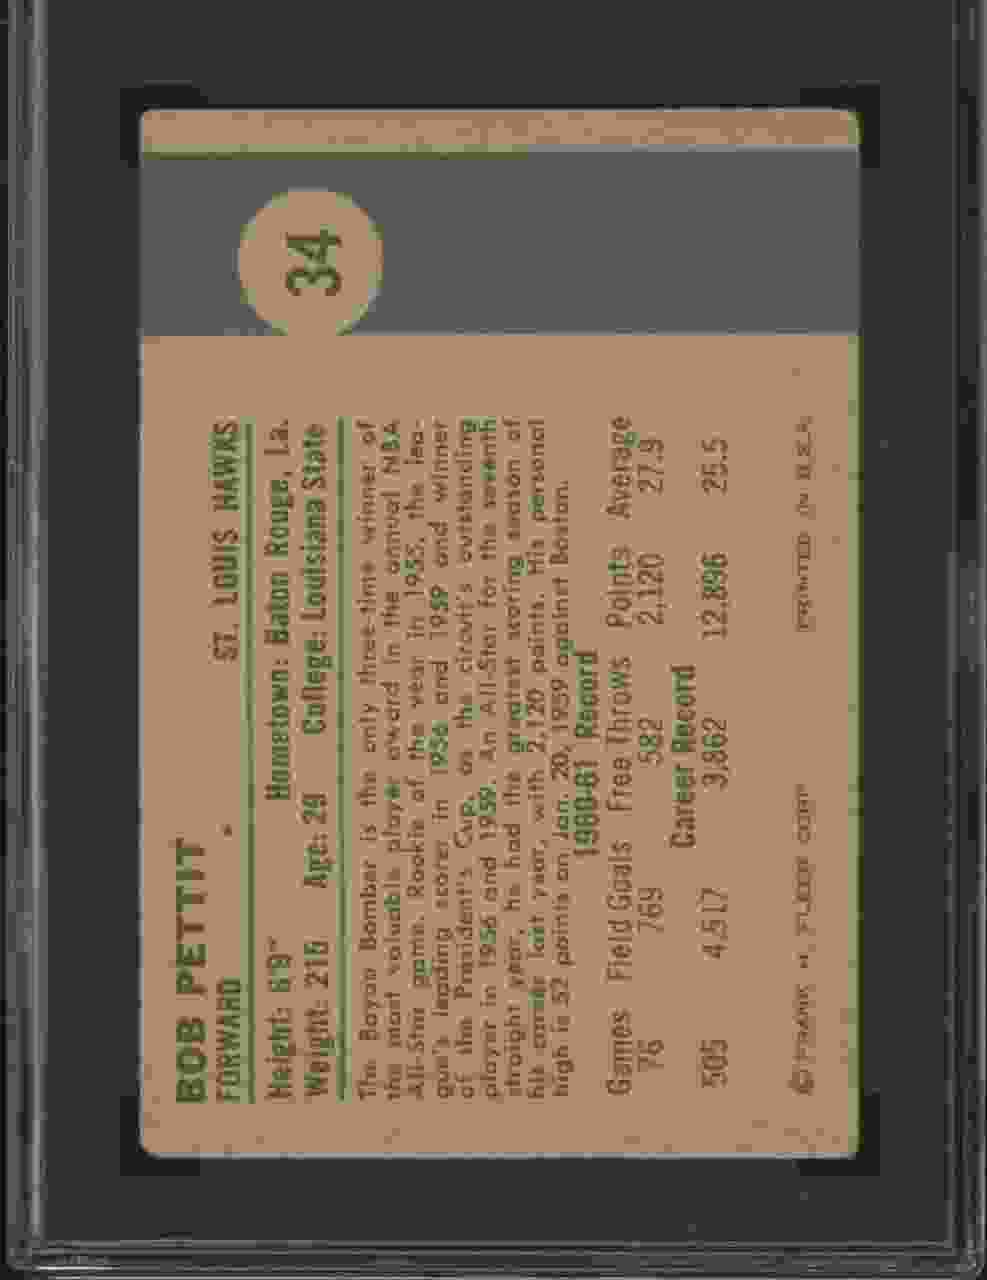 34
BOB PETTIT
FORWARD ST. LOUIS HAWKS
Height: 6'9" Hometown: Baton Rouge, La.
Weight: 215 Age: 29 College: Louisiana State
The Bayou Bomber is the only three-time winner of
the most valuable player award in the annual NBA
All-Star game. Rookie of the year in 1955, the lea-
gue's leading scorer in 1956 and 1959 and winner
of the President's Cup, as the circuit's outstanding
player in 1956 and 1959. An All-Star for the seventh
straight year, he had the greatest scoring season of
his career last year, with 2,120 points. His personal
high is 52 points on Jan. 20, 1959 against Boston.
1960-61 Record
Games Field Goals Free Throws Points Average
76 769 582 2,120 27.9
Career Record
505 4,517 3,862 12,896 25.5
© FRANK H. FLEER CORP. PRINTED IN U.S.A.